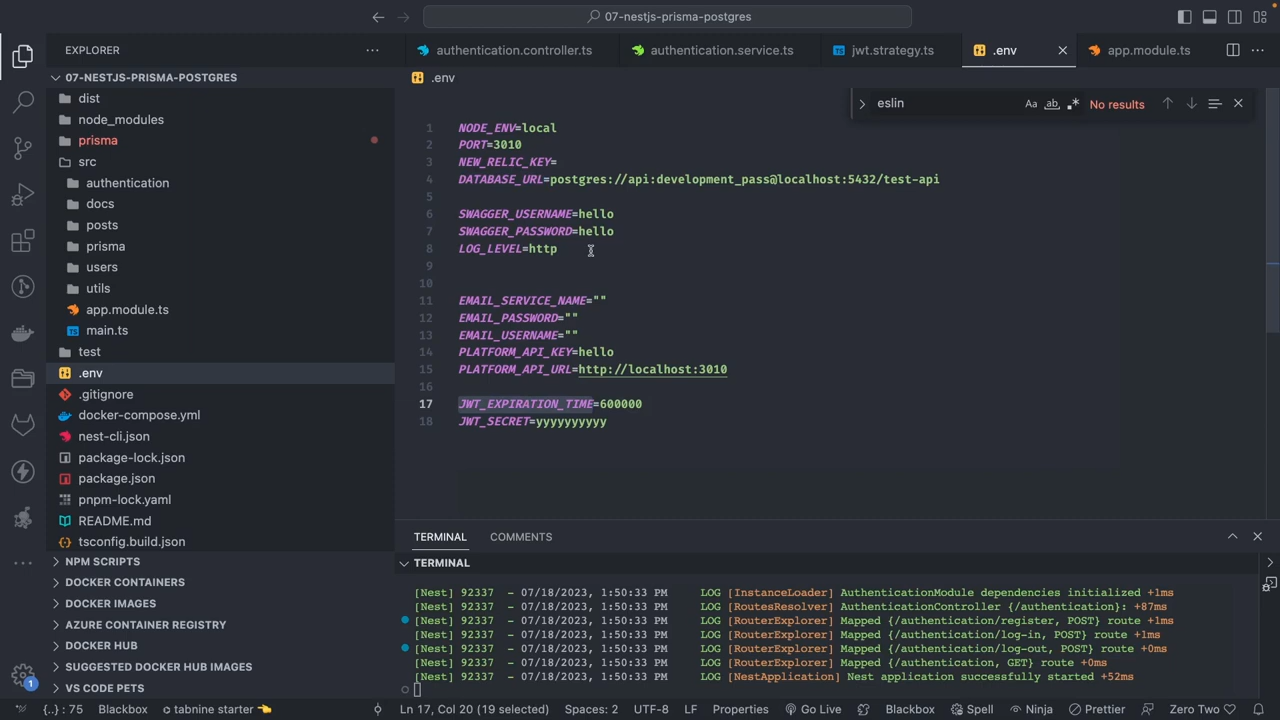 07-nestjs-prisma-postgres
EXPLORER
07-NESTJS-PRISMA-POSTGRES
dist
node_modules
prisma
src
authentication
docs
posts
prisma
users
utils
app.module.ts
TS main.ts
test
.env
.gitignore
docker-compose.yml
nest-cli.json
package-lock.json
package.json
pnpm-lock.yaml
README.md
tsconfig.build.json
NPM SCRIPTS
DOCKER CONTAINERS
DOCKER IMAGES
AZURE CONTAINER REGISTRY
DOCKER HUB
SUGGESTED DOCKER HUB IMAGES
VS CODE PETS
authentication.controller.ts
authentication.service.ts
TS jwt.strategy.ts
.env
app.module.ts
.env
eslin
Aa ab
No results
1 NODE_ENV=local
2 PORT=3010
3 NEW_RELIC_KEY=
4 DATABASE_URL=postgres://api:development_pass@localhost:5432/test-api
5
6 SWAGGER_USERNAME=hello
7 SWAGGER_PASSWORD=hello
8 LOG_LEVEL=http
9
10
11 EMAIL_SERVICE_NAME=""
12 EMAIL_PASSWORD=""
13 EMAIL_USERNAME=""
14 PLATFORM_API_KEY=hello
15 PLATFORM_API_URL=http://localhost:3010
16
17 JWT_EXPIRATION_TIME=600000
18 JWT_SECRET=yyyyyyyyyy
TERMINAL
COMMENTS
TERMINAL
[Nest] 92337 - 07/18/2023, 1:50:33 PM LOG [InstanceLoader] AuthenticationModule dependencies initialized +1ms
[Nest] 92337 - 07/18/2023, 1:50:33 PM LOG [RoutesResolver] AuthenticationController {/authentication}: +87ms
[Nest] 92337 - 07/18/2023, 1:50:33 PM LOG [RouterExplorer] Mapped {/authentication/register, POST} route +1ms
[Nest] 92337 - 07/18/2023, 1:50:33 PM LOG [RouterExplorer] Mapped {/authentication/log-in, POST} route +1ms
[Nest] 92337 - 07/18/2023, 1:50:33 PM LOG [RouterExplorer] Mapped {/authentication/log-out, POST} route +0ms
[Nest] 92337 - 07/18/2023, 1:50:33 PM LOG [RouterExplorer] Mapped {/authentication, GET} route +0ms
[Nest] 92337 - 07/18/2023, 1:50:33 PM LOG [NestApplication] Nest application successfully started +52ms
1
{..} : 75 Blackbox tabnine starter Ln 17, Col 20 (19 selected) Spaces: 2 UTF-8 LF Properties Go Live Blackbox Spell Ninja Prettier Zero Two